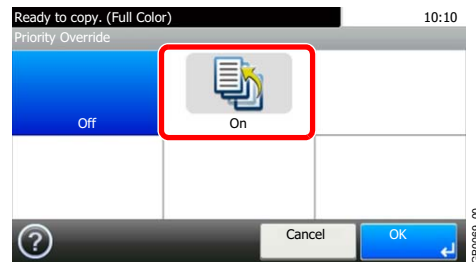 Ready to copy. (Full Color) 10:10
Priority Override
Off On
?
Cancel OK